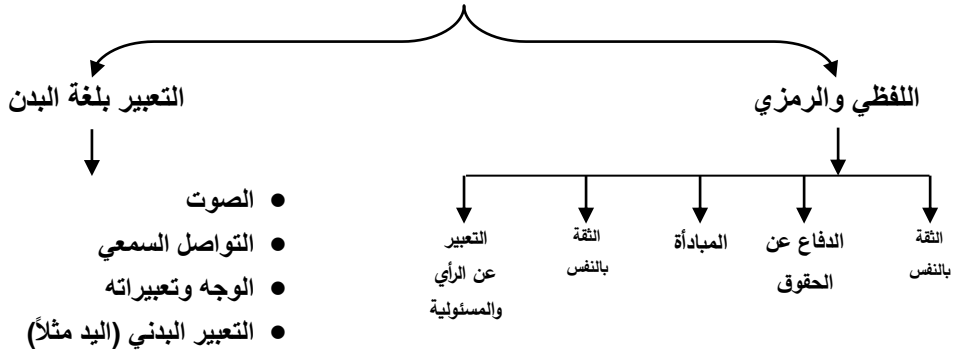 اللفظي والرمزي
التعبير بلغة البدن
الثقة
بالنفس
الدفاع عن
الحقوق
المبادأة
الثقة
بالنفس
التعبير
عن الرأي
والمسئولية
● الصوت
● التواصل السمعي
● الوجه وتعبيراته
● التعبير البدني (اليد مثلاً)